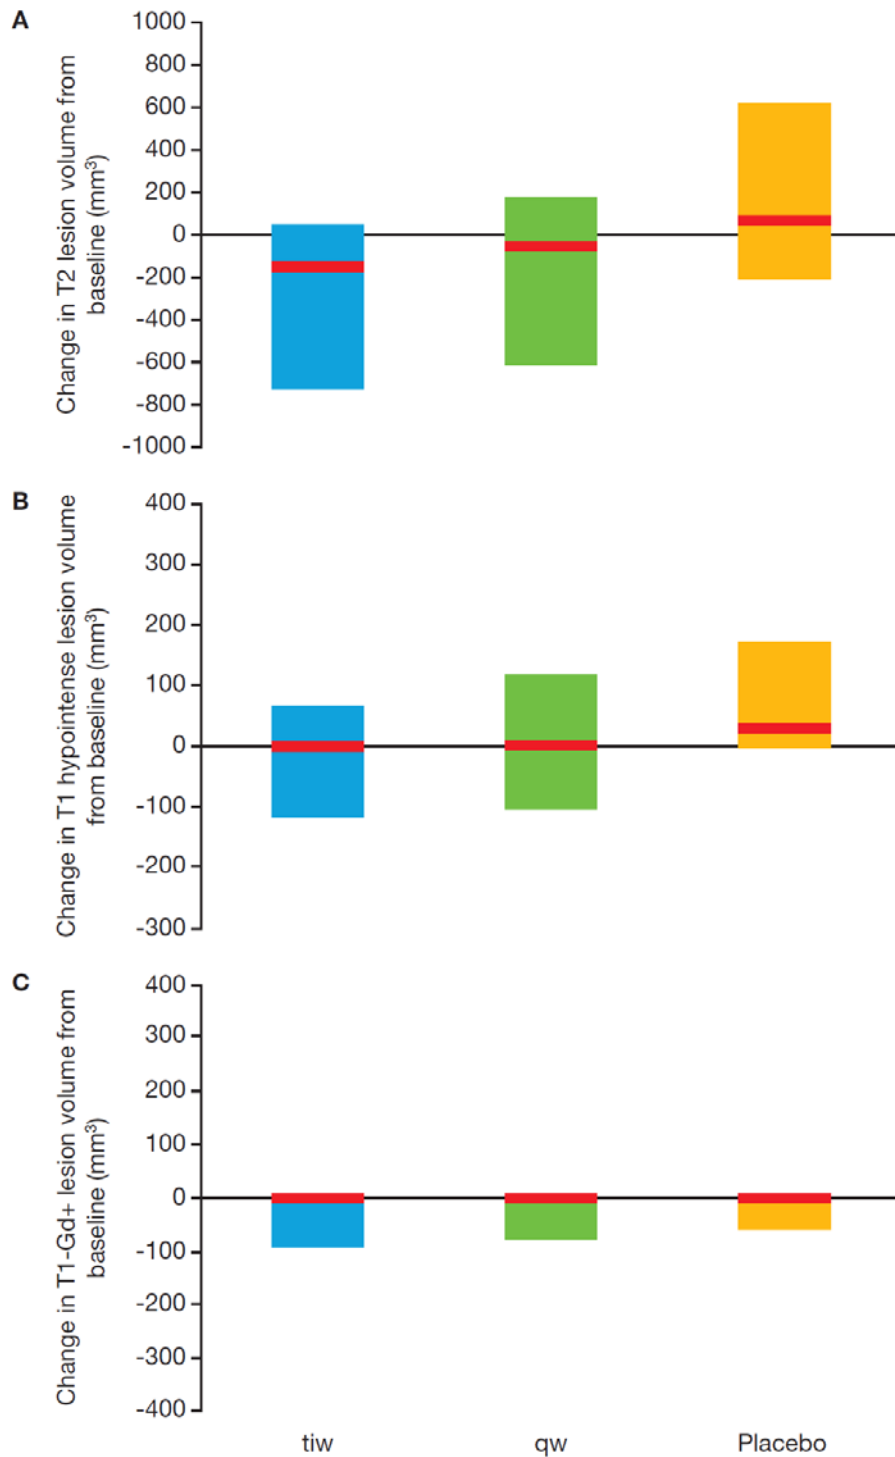 A
Change in T2 lesion volume from
baseline (mm³)
1000
800
600
400
200
0
-200
-400
-600
-800
-1000
B
Change in T1 hypointense lesion volume
from baseline (mm³)
400
300
200
100
0
-100
-200
-300
C
Change in T1-Gd+ lesion volume from
baseline (mm³)
400
300
200
100
0
-100
-200
-300
-400
tiw
qw
Placebo